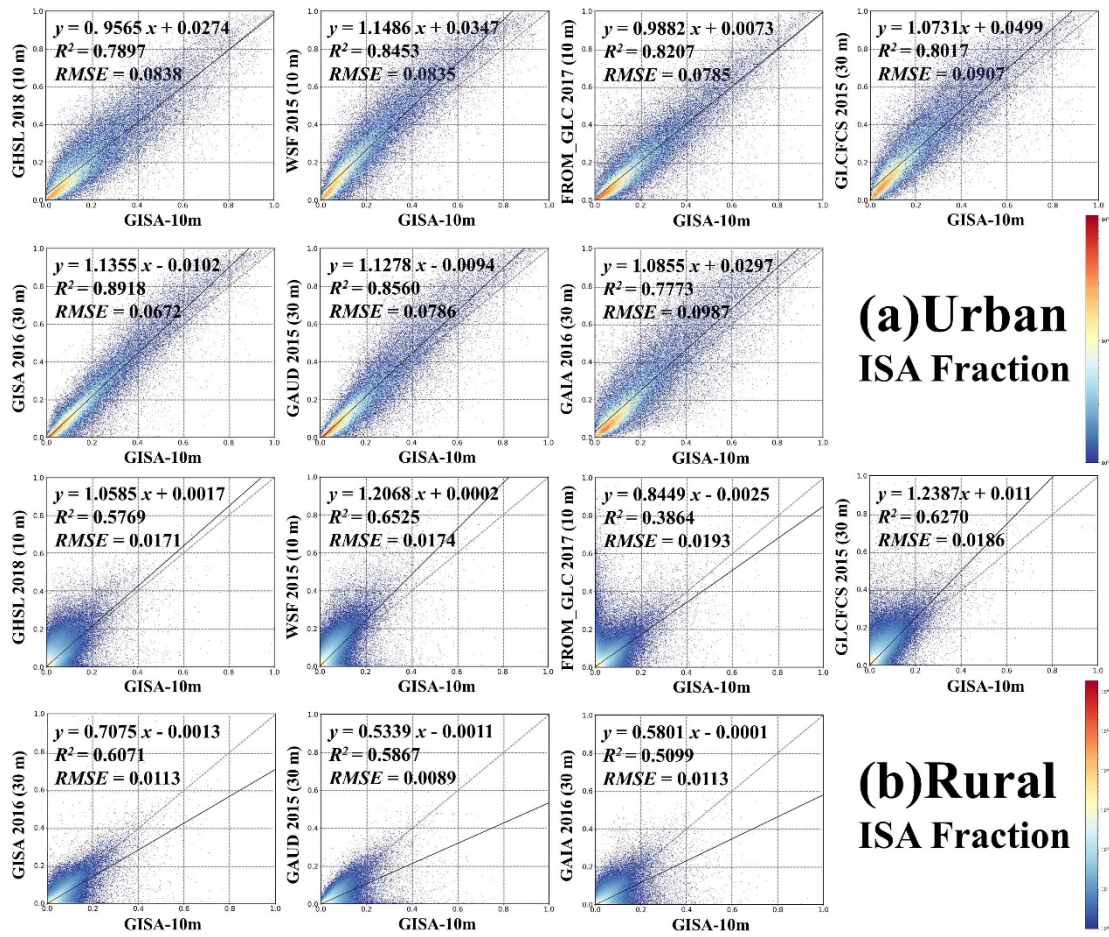 y = 0.9565 x + 0.0274
R² = 0.7897
RMSE = 0.0838
GHSL 2018 (10 m)
GISA-10m
y = 1.1486 x + 0.0347
R² = 0.8453
RMSE = 0.0835
WSF 2015 (10 m)
GISA-10m
y = 0.9882 x + 0.0073
R² = 0.8207
RMSE = 0.0785
FROM_GLC 2017 (10 m)
GISA-10m
y = 1.0731 x + 0.0499
R² = 0.8017
RMSE = 0.0907
GLCFCS 2015 (30 m)
GISA-10m
y = 1.1355 x - 0.0102
R² = 0.8918
RMSE = 0.0672
GISA 2016 (30 m)
GISA-10m
y = 1.1278 x - 0.0094
R² = 0.8560
RMSE = 0.0786
GAUD 2015 (30 m)
GISA-10m
y = 1.0855 x + 0.0297
R² = 0.7773
RMSE = 0.0987
GAIA 2016 (30 m)
GISA-10m
(a)Urban
ISA Fraction
y = 1.0585 x + 0.0017
R² = 0.5769
RMSE = 0.0171
GHSL 2018 (10 m)
GISA-10m
y = 1.2068 x + 0.0002
R² = 0.6525
RMSE = 0.0174
WSF 2015 (10 m)
GISA-10m
y = 0.8449 x - 0.0025
R² = 0.3864
RMSE = 0.0193
FROM_GLC 2017 (10 m)
GISA-10m
y = 1.2387x + 0.011
R² = 0.6270
RMSE = 0.0186
GLCFCS 2015 (30 m)
GISA-10m
y = 0.7075 x - 0.0013
R² = 0.6071
RMSE = 0.0113
GISA 2016 (30 m)
GISA-10m
y = 0.5339 x - 0.0011
R² = 0.5867
RMSE = 0.0089
GAUD 2015 (30 m)
GISA-10m
y = 0.5801 x - 0.0001
R² = 0.5099
RMSE = 0.0113
GAIA 2016 (30 m)
GISA-10m
(b)Rural
ISA Fraction